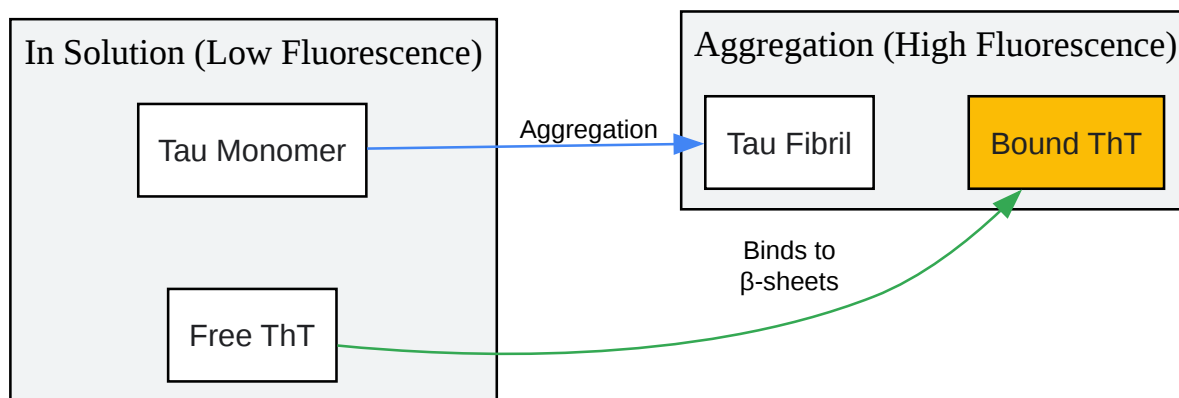 In Solution (Low Fluorescence)
Tau Monomer
Free ThT
Aggregation
Binds to
β-sheets
Aggregation (High Fluorescence)
Tau Fibril
Bound ThT